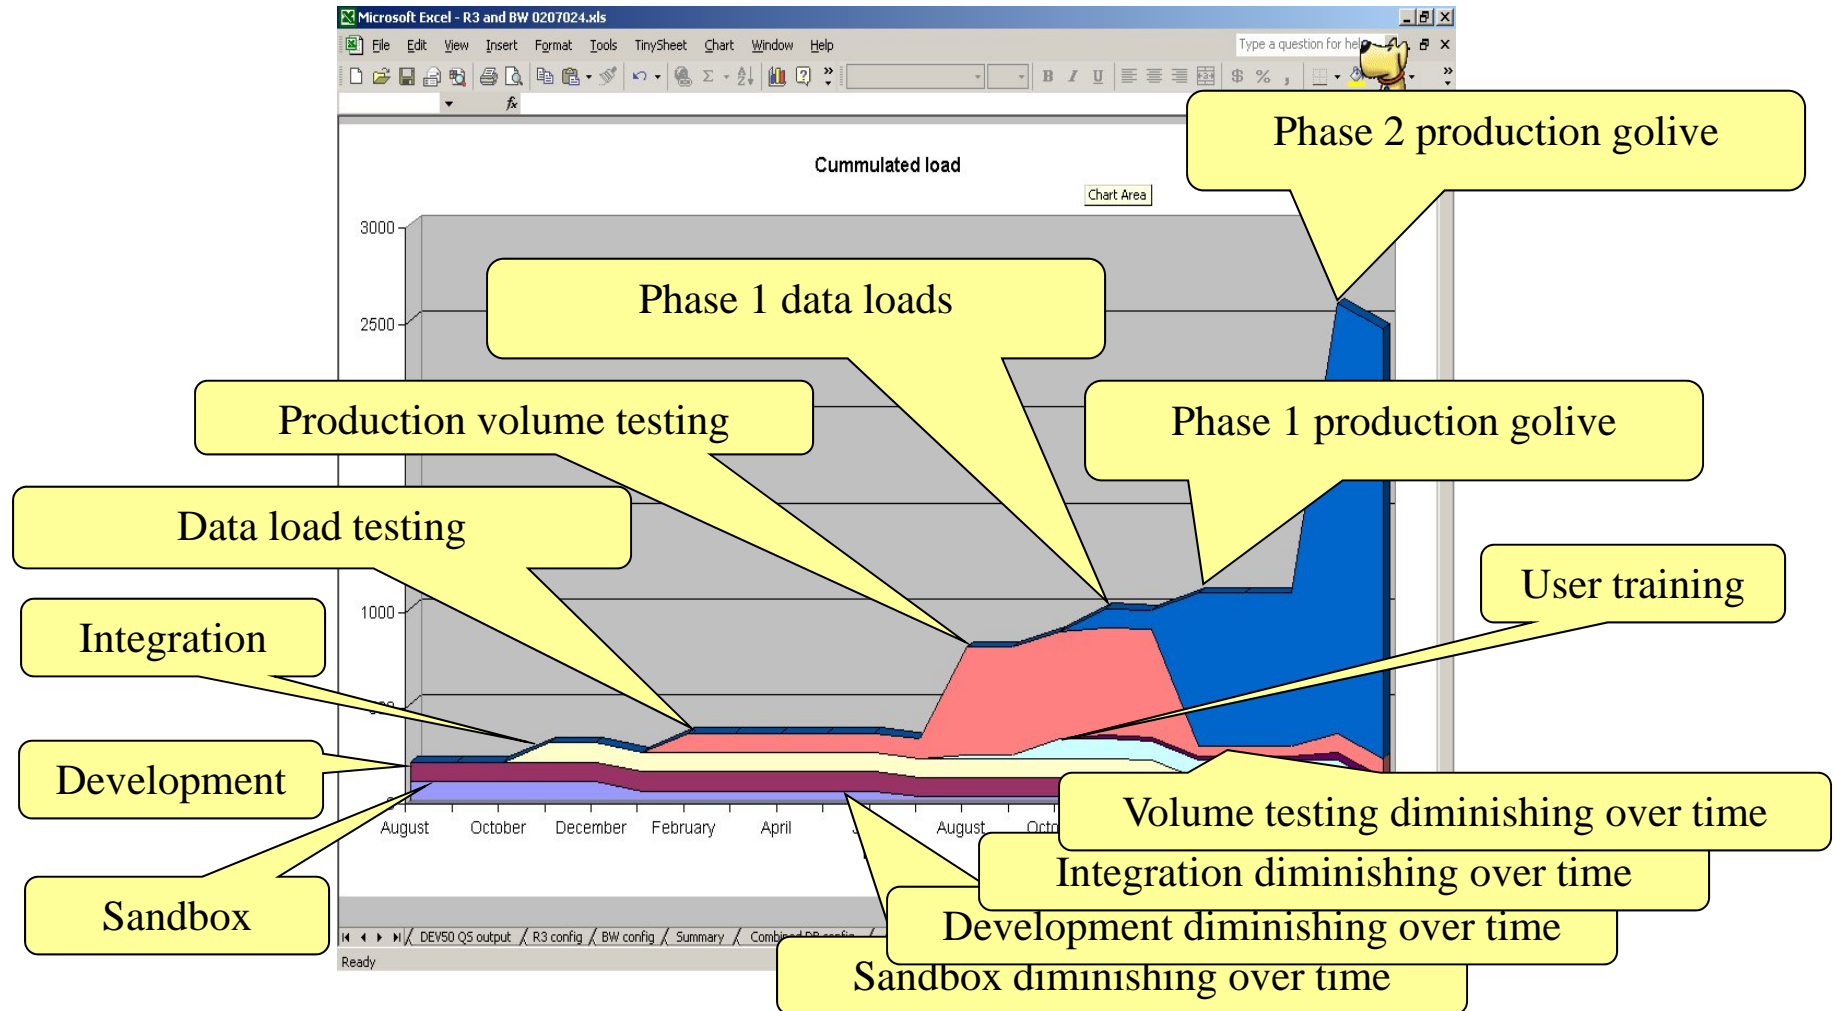 Microsoft Excel - R3 and BW 0207024.xls
File Edit View Insert Format Tools TinySheet Chart Window Help
Type a question for help
fx
Phase 2 production golive
Cummulated load
Chart Area
3000
Phase 1 data loads
2500
Production volume testing
Phase 1 production golive
Data load testing
User training
1000
Integration
Development
Volume testing diminishing over time
August October December February April August
Integration diminishing over time
Sandbox
Development diminishing over time
DEV50 QS output R3 config BW config Summary Combined DB config
Ready
Sandbox diminishing over time